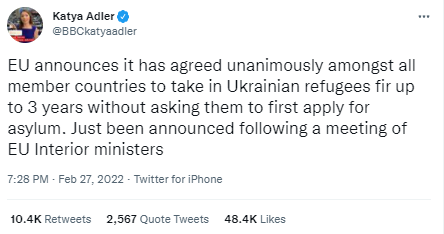 Katya Adler
@BBCkatyaadler
EU announces it has agreed unanimously amongst all
member countries to take in Ukrainian refugees fir up
to 3 years without asking them to first apply for
asylum. Just been announced following a meeting of
EU Interior ministers
7:28 PM · Feb 27, 2022 · Twitter for iPhone
10.4K Retweets 2,567 Quote Tweets 48.4K Likes